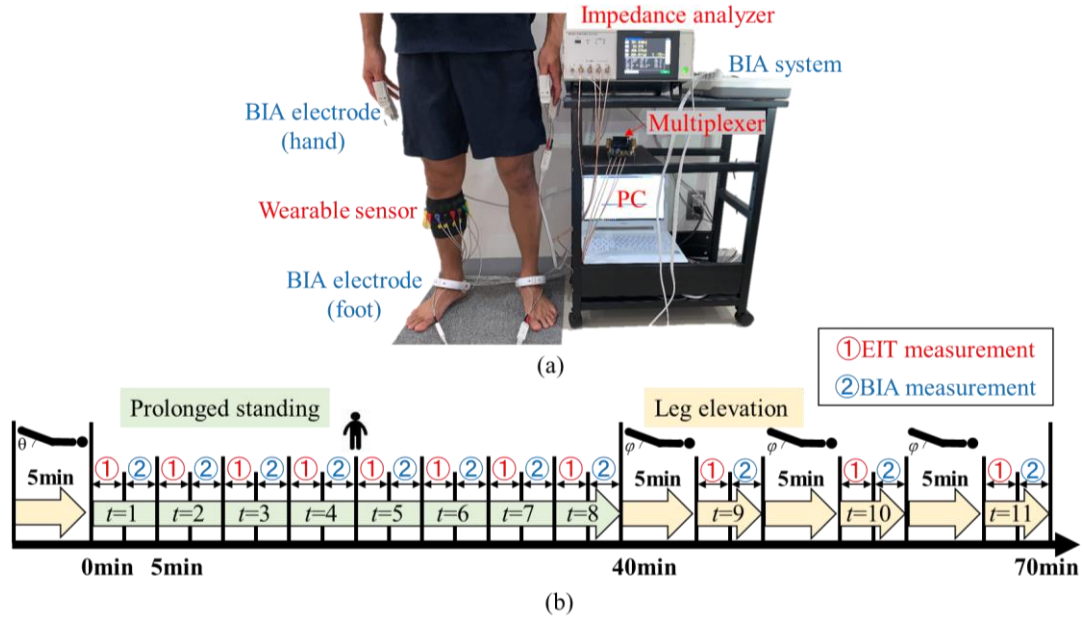 Impedance analyzer
BIA system
BIA electrode
(hand)
Multiplexer
PC
Wearable sensor
BIA electrode
(foot)
(a)
①EIT measurement
②BIA measurement
Prolonged standing
Leg elevation
θ
① ② ① ② ① ② ① ② ① ② ① ② ① ② ① ②
φ
① ②
φ
① ②
φ
① ②
5min
5min
5min
5min
t=1
t=2
t=3
t=4
t=5
t=6
t=7
t=8
t=9
t=10
t=11
0min 5min 40min 70min
(b)